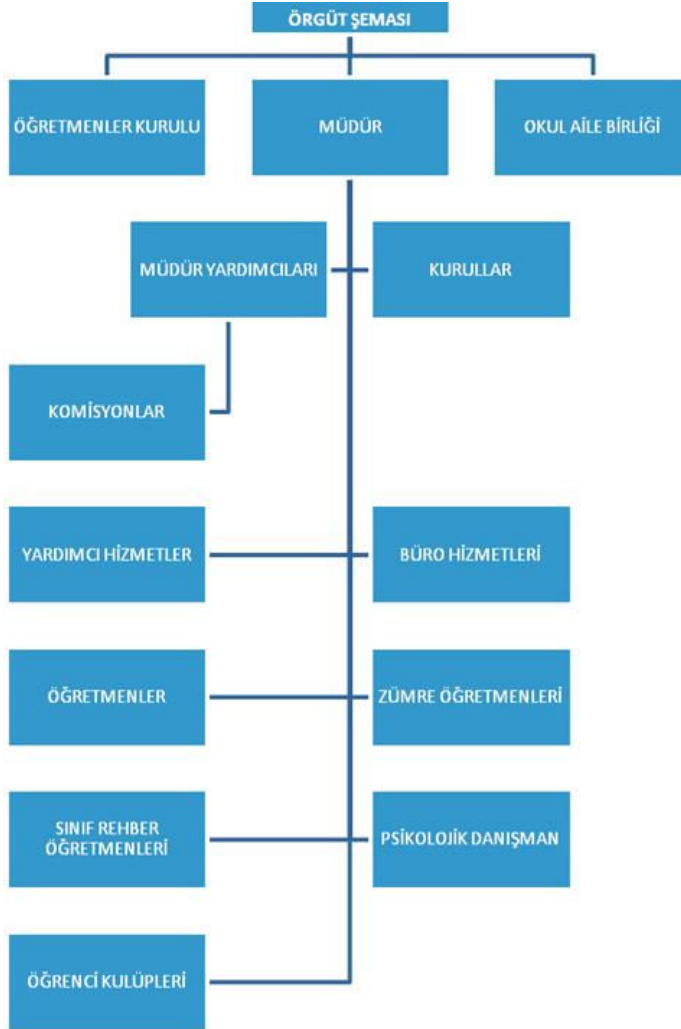 ÖRGÜT ŞEMASI
ÖĞRETMENLER KURULU
MÜDÜR
OKUL AİLE BİRLİĞİ
MÜDÜR YARDIMCILARI
KURULLAR
KOMİSYONLAR
YARDIMCI HİZMETLER
BÜRO HİZMETLERİ
ÖĞRETMENLER
ZÜMRE ÖĞRETMENLERİ
SINIF REHBER
ÖĞRETMENLERİ
PSİKOLOJİK DANIŞMAN
ÖĞRENCİ KULÜPLERİ